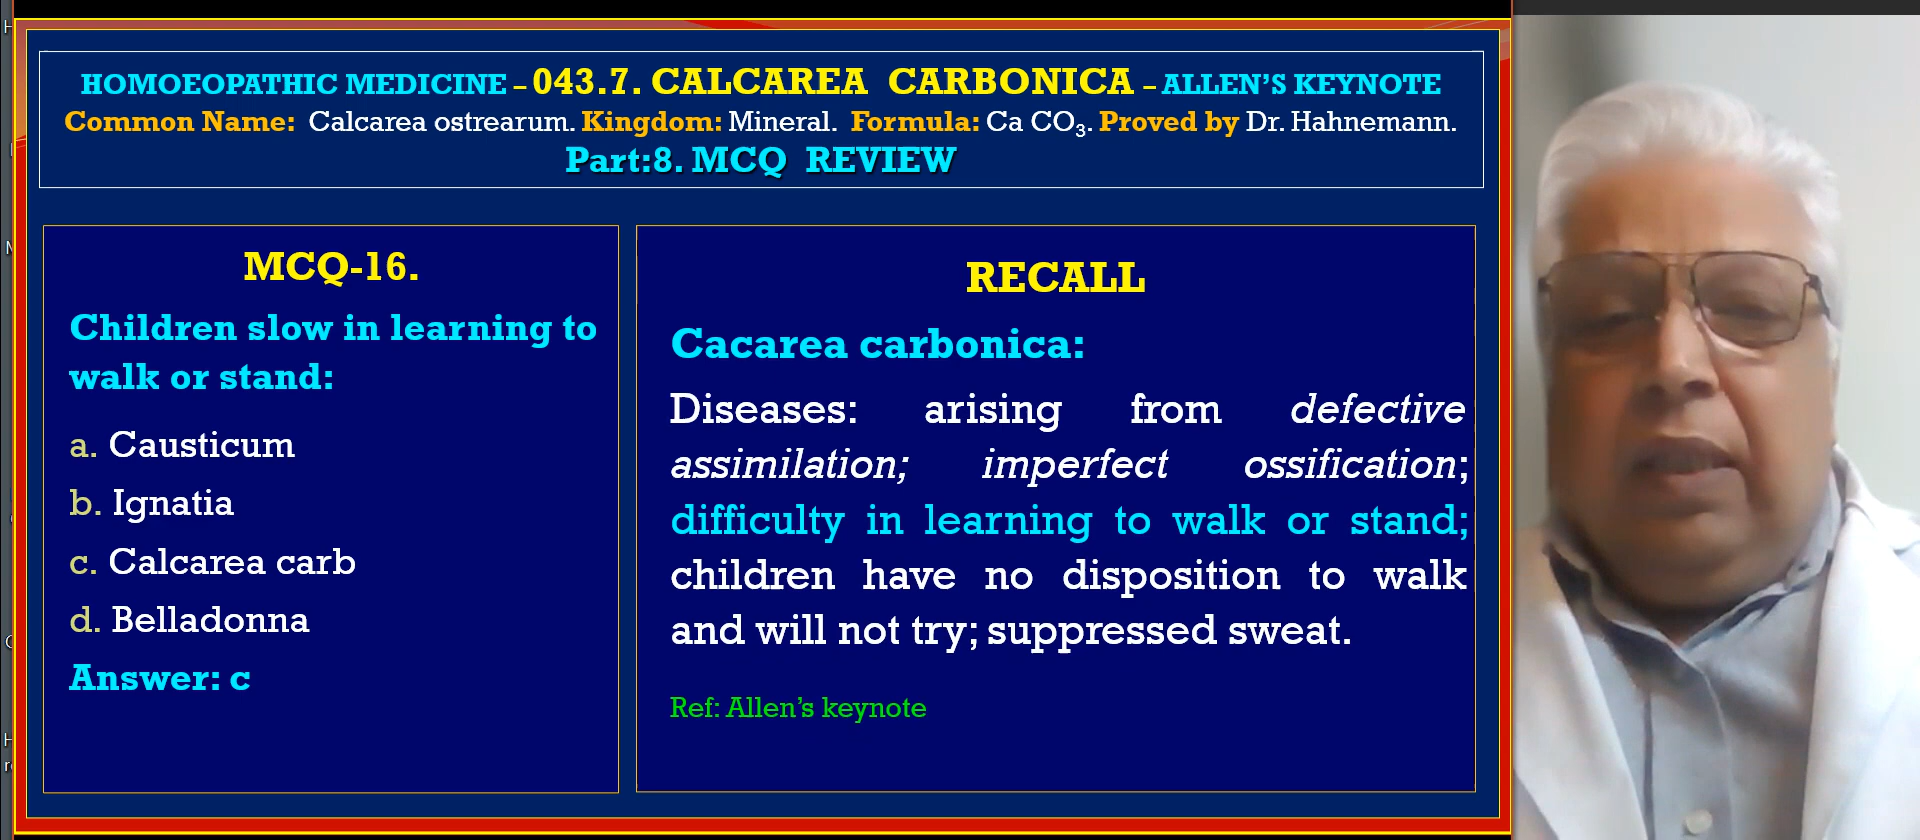 HOMOEOPATHIC MEDICINE – 043.7. CALCAREA CARBONICA – ALLEN’S KEYNOTE
Common Name: Calcarea ostrearum. Kingdom: Mineral. Formula: Ca CO₃. Proved by Dr. Hahnemann.
Part:8. MCQ REVIEW
MCQ-16.
Children slow in learning to
walk or stand:
a. Causticum
b. Ignatia
c. Calcarea carb
d. Belladonna
Answer: c
RECALL
Cacarea carbonica:
Diseases: arising from defective
assimilation; imperfect ossification;
difficulty in learning to walk or stand;
children have no disposition to walk
and will not try; suppressed sweat.
Ref: Allen’s keynote